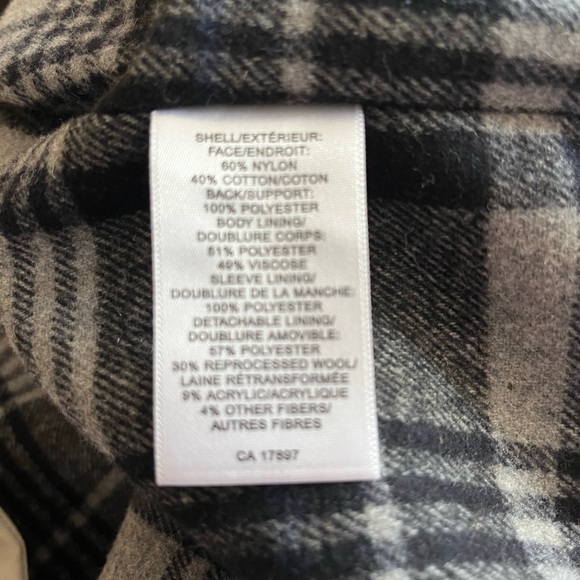 SHELL/EXTÉRIEUR:
FACE/ENDROIT:
60% NYLON
40% COTTON/COTON
BACK/SUPPORT:
100% POLYESTER
BODY LINING/
DOUBLURE CORPS:
51% POLYESTER
49% VISCOSE
SLEEVE LINING/
DOUBLURE DE LA MANCHE:
100% POLYESTER
DETACHABLE LINING/
DOUBLURE AMOVIBLE:
57% POLYESTER
30% REPROCESSED WOOL/
LAINE RÉTRANSFORMÉE
9% ACRYLIC/ACRYLIQUE
4% OTHER FIBERS/
AUTRES FIBRES
CA 17897